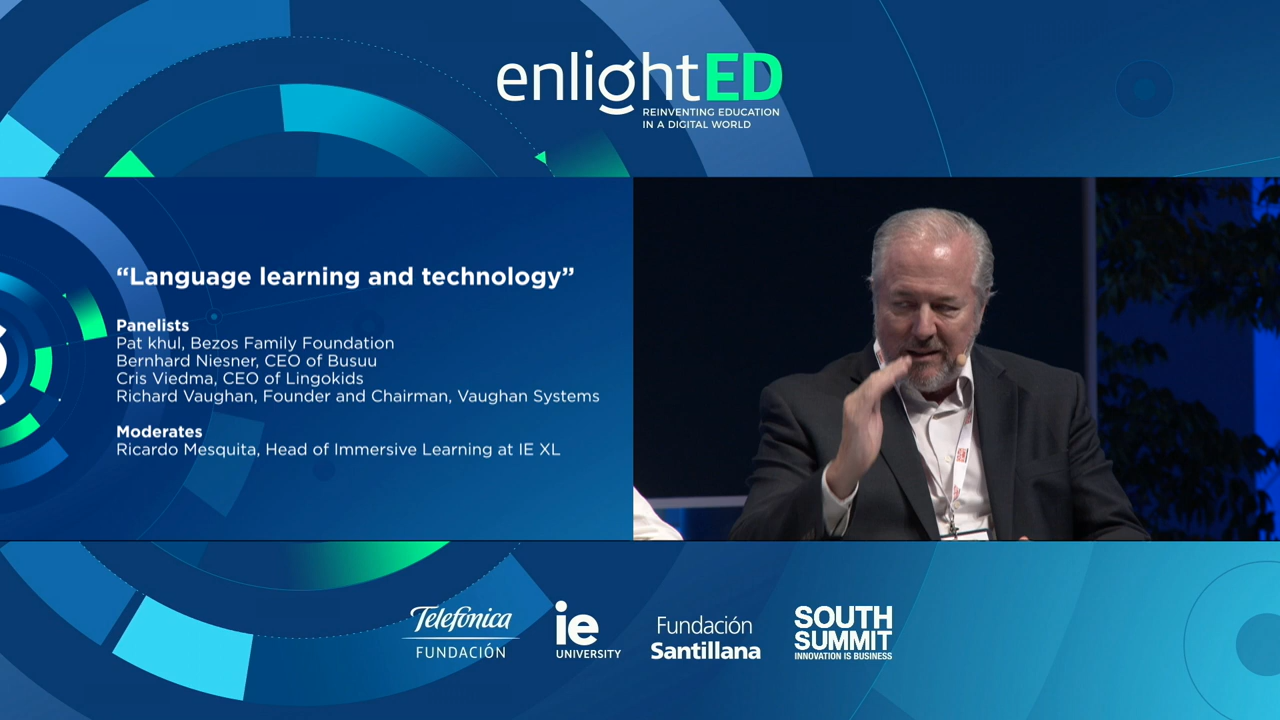 enlightED
REINVENTING EDUCATION
IN A DIGITAL WORLD
“Language learning and technology”
Panelists
Pat khul, Bezos Family Foundation
Bernhard Niesner, CEO of Busuu
Cris Viedma, CEO of Lingokids
Richard Vaughan, Founder and Chairman, Vaughan Systems
Moderates
Ricardo Mesquita, Head of Immersive Learning at IE XL
Telefónica
FUNDACIÓN
ie
UNIVERSITY
Fundación
Santillana
SOUTH
SUMMIT
INNOVATION IS BUSINESS